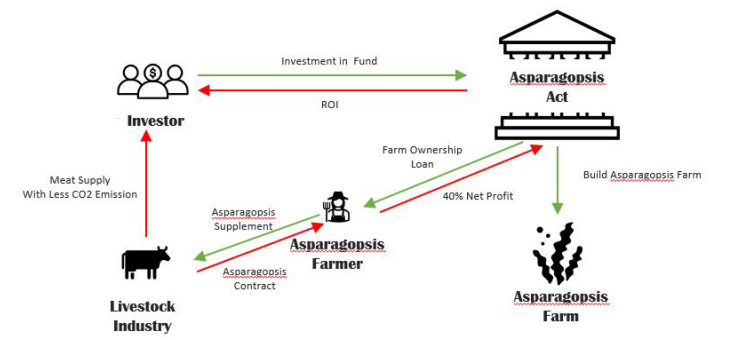 Investment in Fund
Asparagopsis
Act
Investor
ROI
Farm Ownership
Loan
Meat Supply
With Less CO2 Emission
Build Asparagopsis Farm
40% Net Profit
Asparagopsis
Supplement
Asparagopsis
Farmer
Asparagopsis
Contract
Asparagopsis
Farm
Livestock
Industry